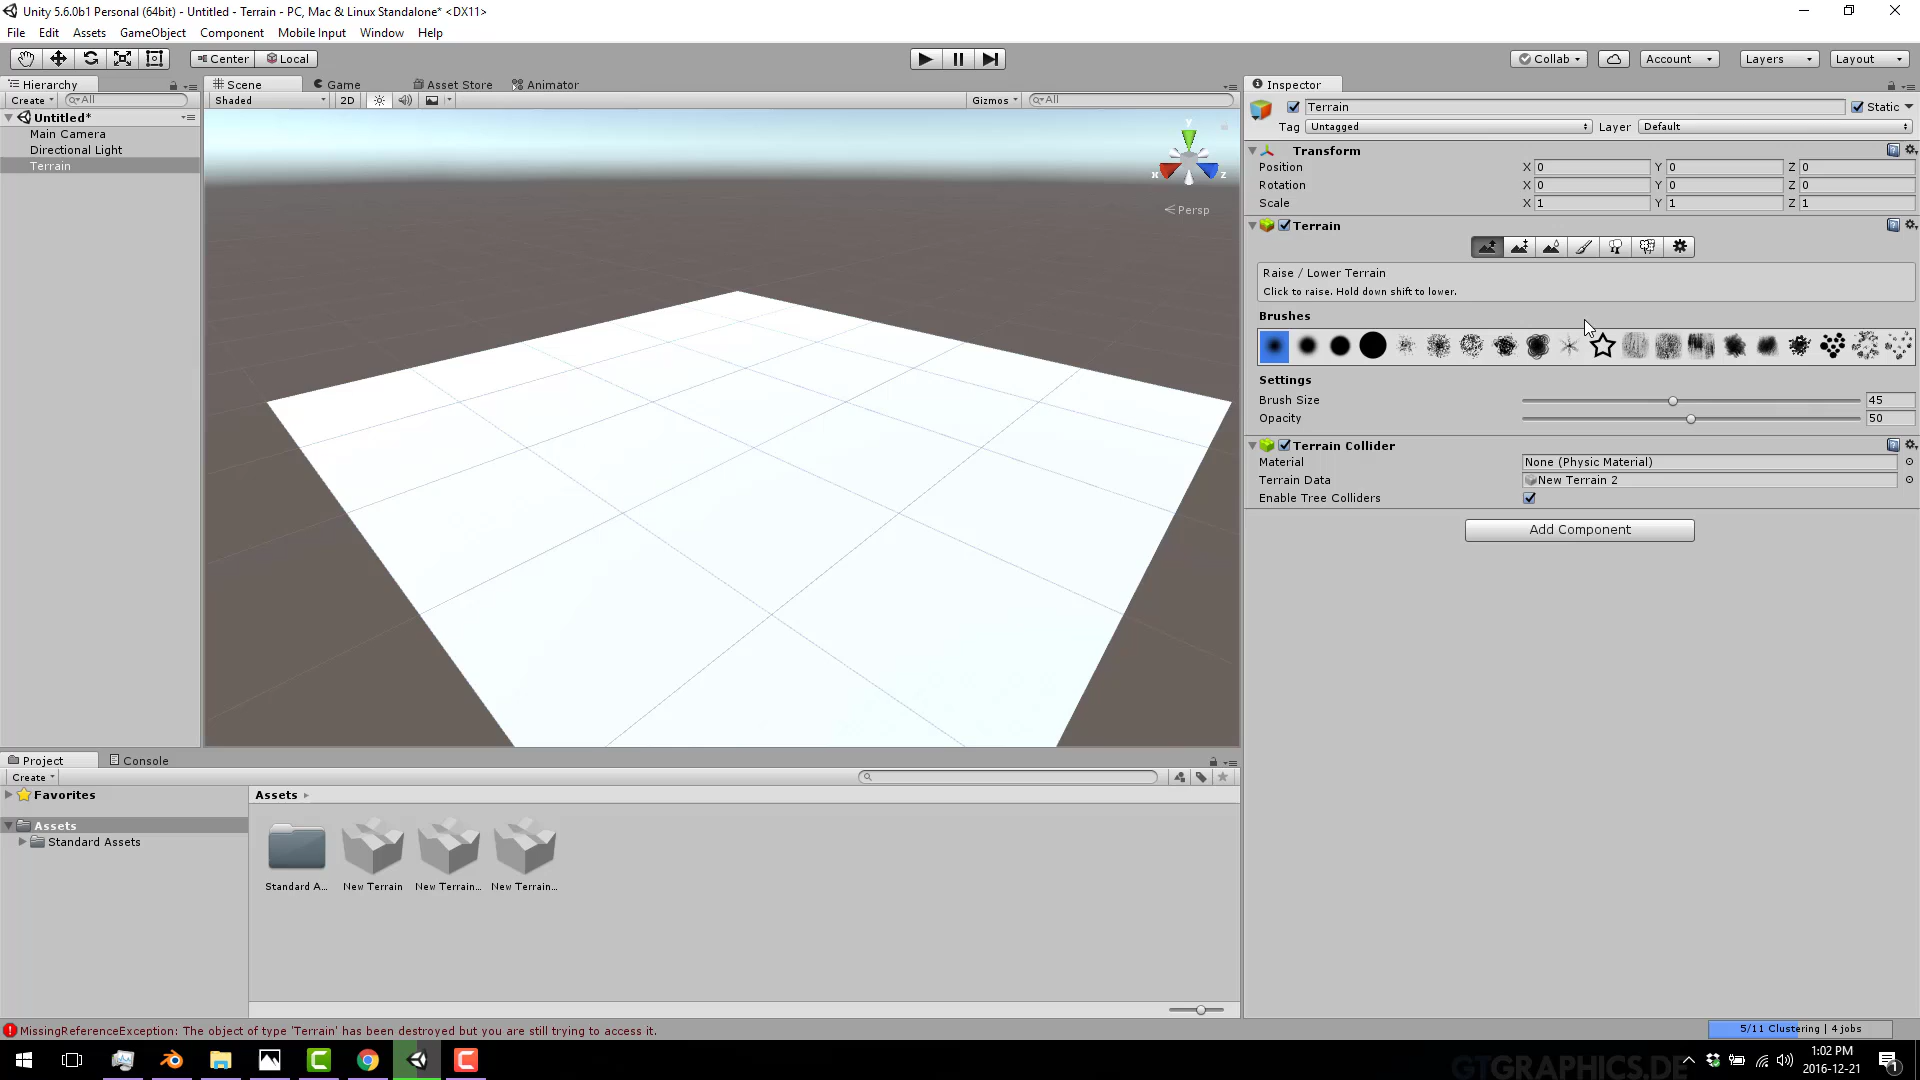 Unity 5.6.0b1 Personal (64bit) - Untitled - Terrain - PC, Mac & Linux Standalone* <DX11>
File Edit Assets GameObject Component Mobile Input Window Help
Center Local Collab Account Layers Layout
Hierarchy Scene Game Asset Store Animator Inspector
Create All Shaded 2D Gizmos All
Terrain Static
Untitled*
Tag Untagged Layer Default
Main Camera
Directional Light
Terrain
Transform
Position X 0 Y 0 Z 0
Rotation X 0 Y 0 Z 0
Scale X 1 Y 1 Z 1
y
x z
Persp
Terrain
Raise / Lower Terrain
Click to raise. Hold down shift to lower.
Brushes
Settings
Brush Size 45
Opacity 50
Terrain Collider
Material None (Physic Material)
Terrain Data New Terrain 2
Enable Tree Colliders
Add Component
Project Console
Create
Favorites
Assets
Standard Assets
Assets
Standard A... New Terrain New Terrain... New Terrain...
MissingReferenceException: The object of type 'Terrain' has been destroyed but you are still trying to access it.
5/11 Clustering | 4 jobs
GTGRAPHICS.DE
1:02 PM
2016-12-21
1